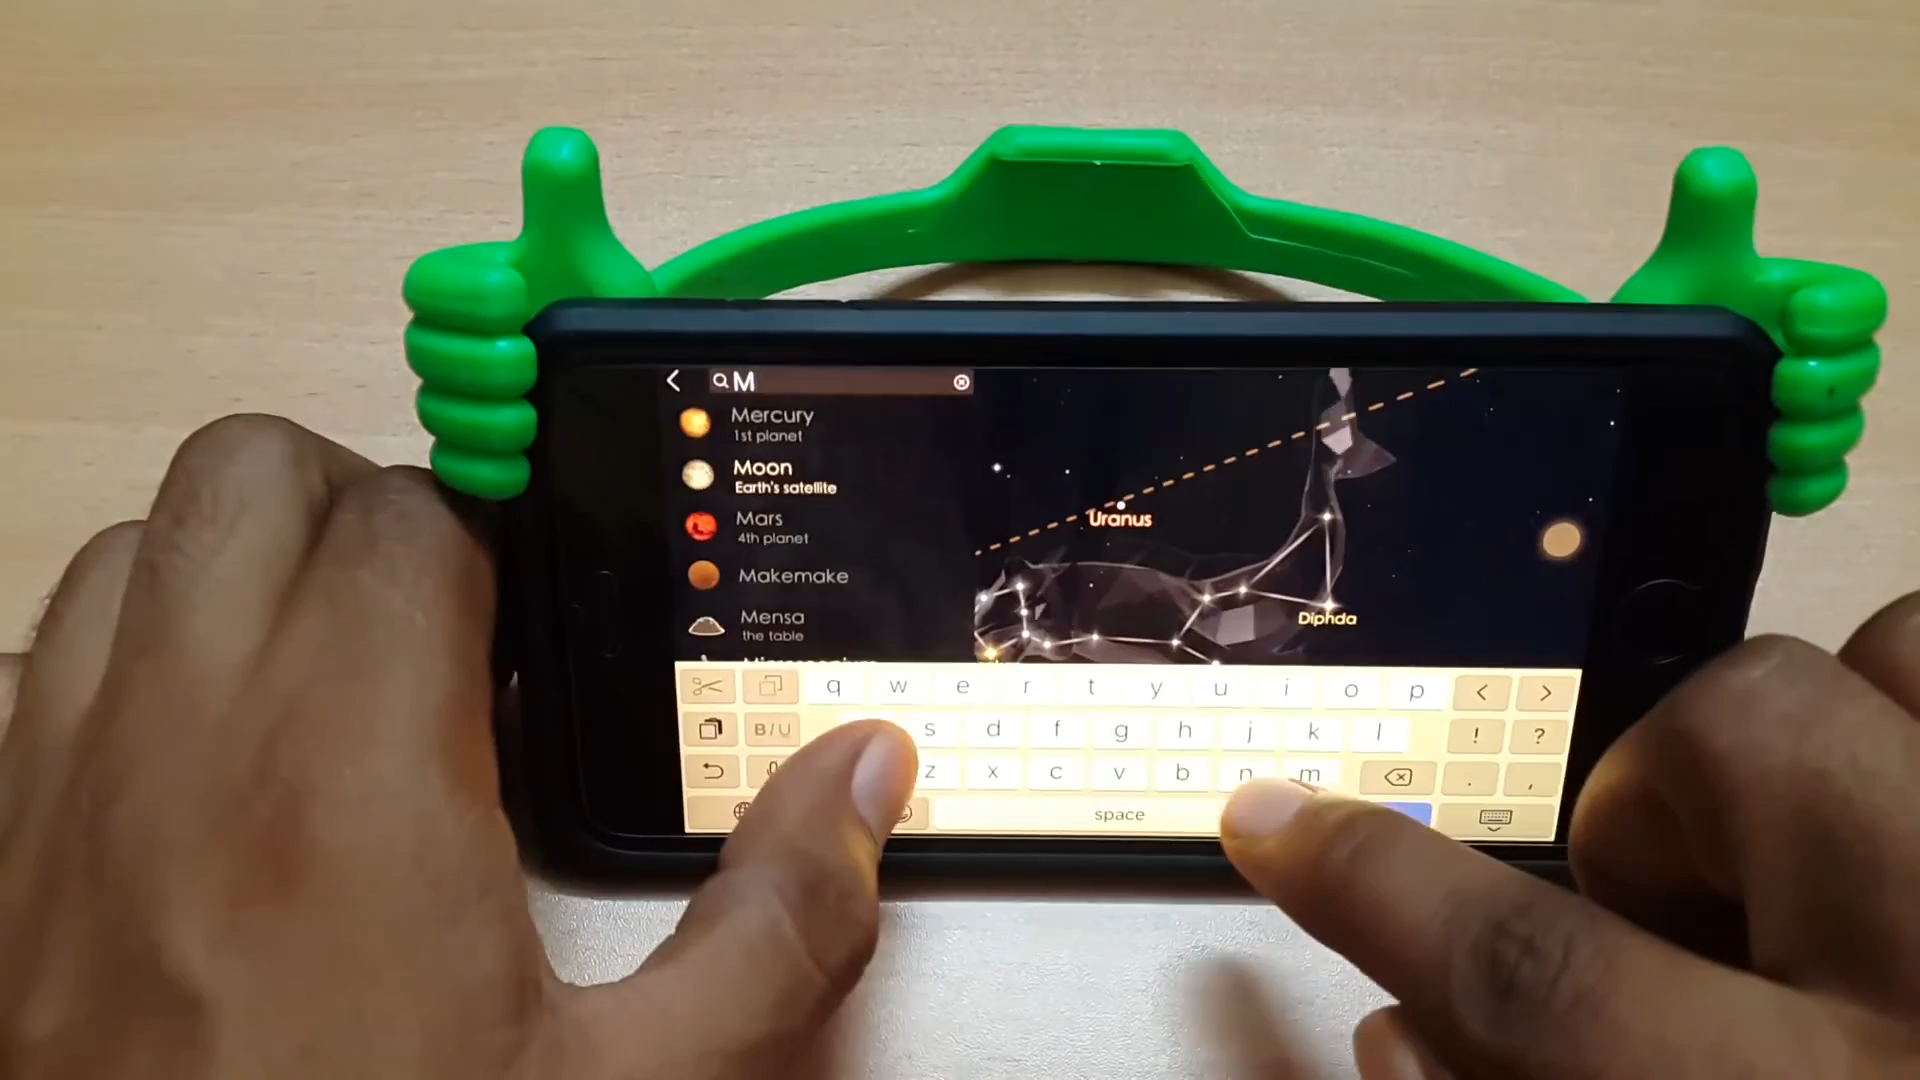 M
Mercury
1st planet
Moon
Earth's satellite
Mars
4th planet
Makemake
Mensa
the table
Uranus
Diphda
q w e r t y u i o p
B / U s d f g h j k l ! ?
z x c v b n m . ,
space